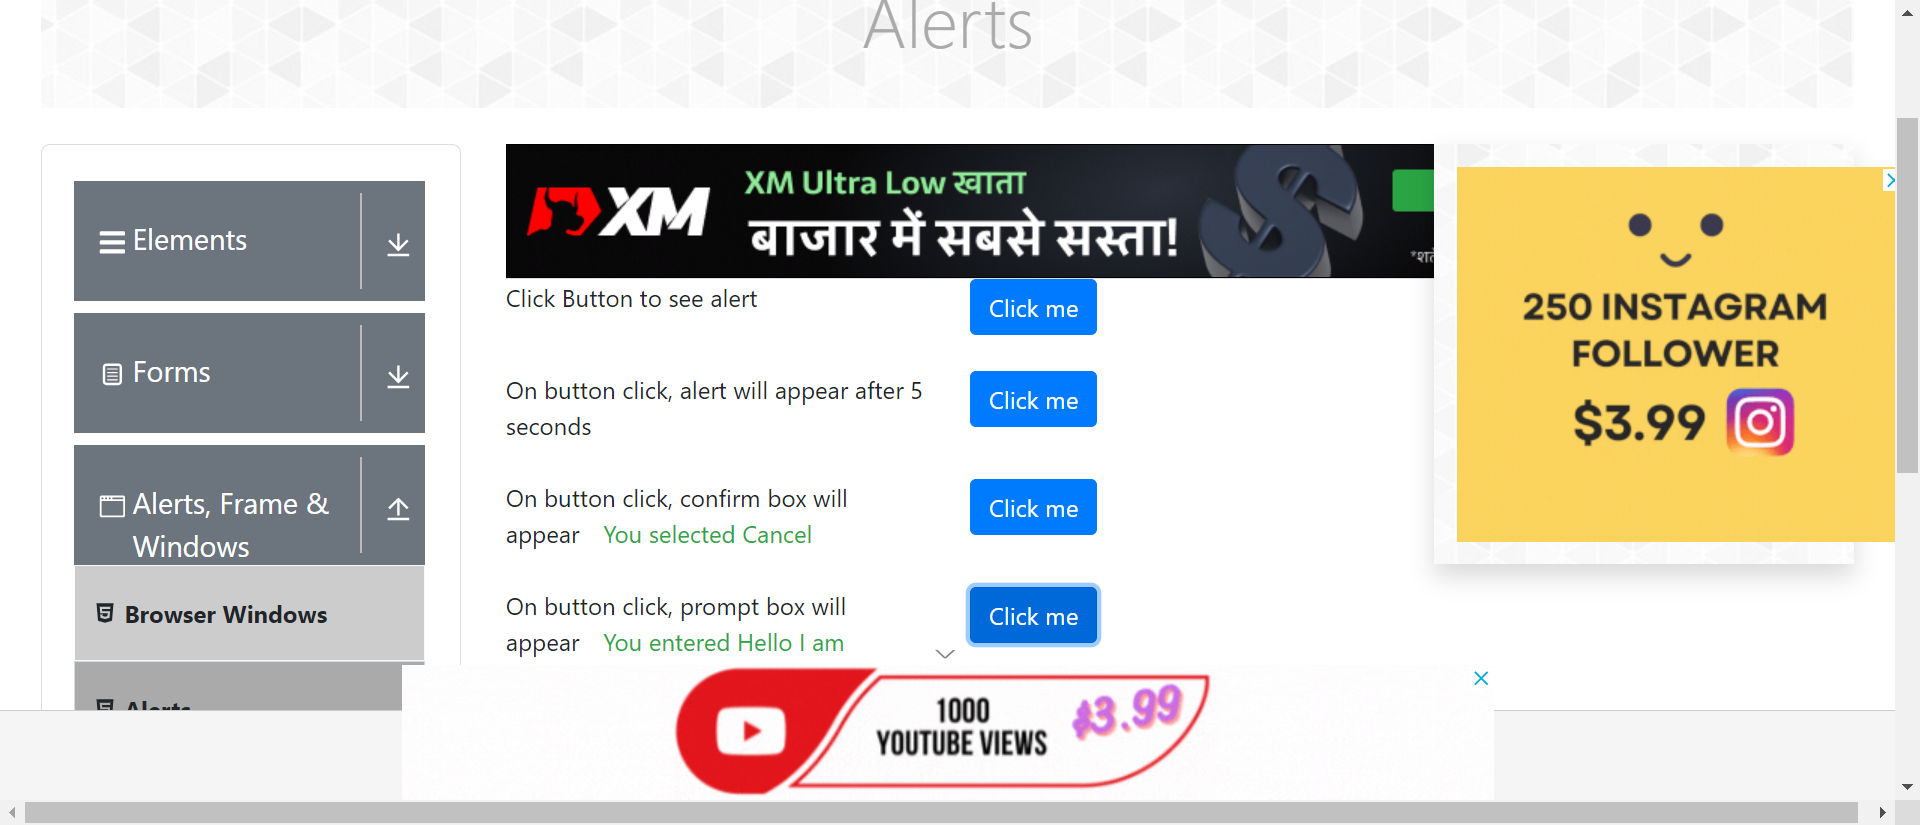 Alerts
Elements
Forms
Alerts, Frame &
Windows
Browser Windows
Alerts
XM
XM Ultra Low खाता
बाजार में सबसे सस्ता!
Click Button to see alert
Click me
On button click, alert will appear after 5
seconds
Click me
On button click, confirm box will
appear You selected Cancel
Click me
On button click, prompt box will
appear You entered Hello I am
Click me
250 INSTAGRAM
FOLLOWER
$3.99
1000
YOUTUBE VIEWS
$3.99